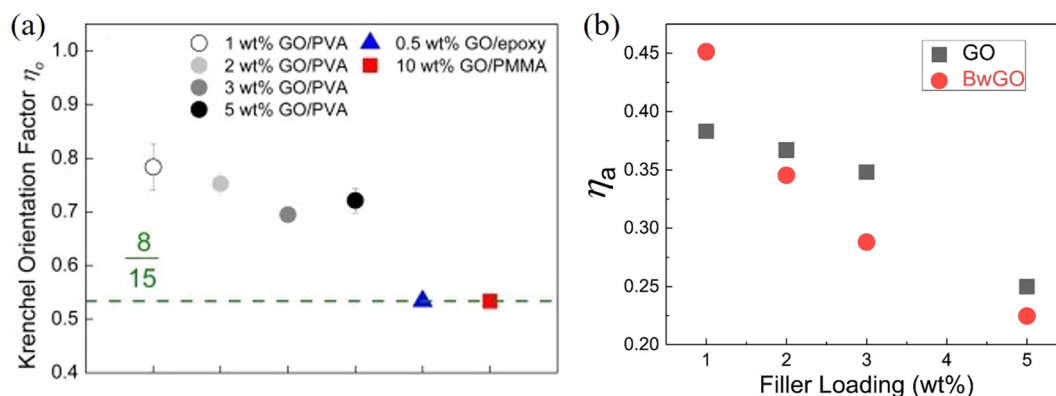 (a)
Krenchel Orientation Factor ηo
1.0
0.9
0.8
0.7
0.6
0.5
0.4
1 wt% GO/PVA
2 wt% GO/PVA
3 wt% GO/PVA
5 wt% GO/PVA
0.5 wt% GO/epoxy
10 wt% GO/PMMA
8
15
(b)
ηa
0.45
0.40
0.35
0.30
0.25
0.20
GO
BwGO
1 2 3 4 5
Filler Loading (wt%)